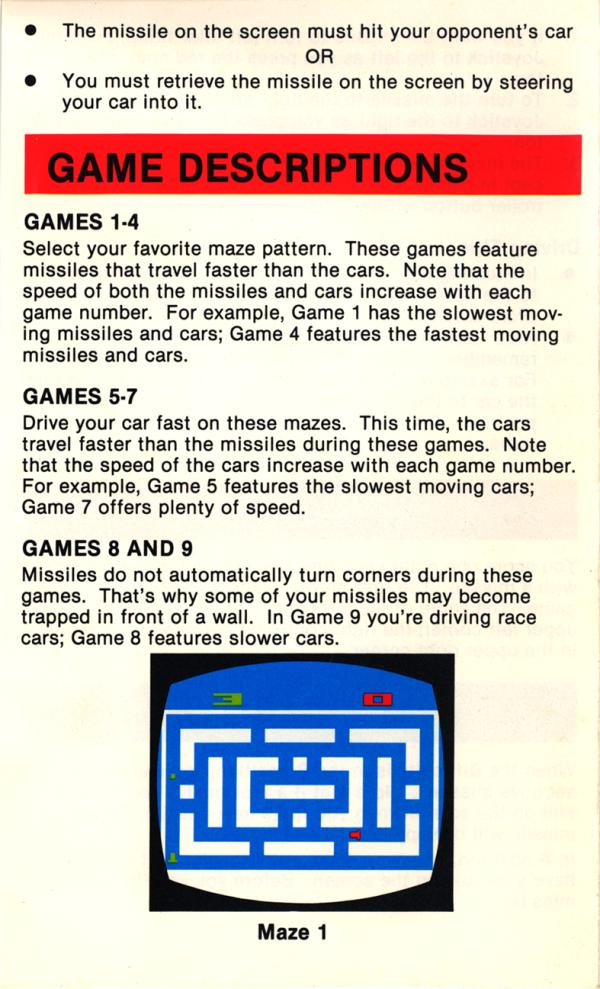 • The missile on the screen must hit your opponent's car
OR
• You must retrieve the missile on the screen by steering
your car into it.
GAME DESCRIPTIONS
GAMES 1-4
Select your favorite maze pattern. These games feature
missiles that travel faster than the cars. Note that the
speed of both the missiles and cars increase with each
game number. For example, Game 1 has the slowest mov-
ing missiles and cars; Game 4 features the fastest moving
missiles and cars.
GAMES 5-7
Drive your car fast on these mazes. This time, the cars
travel faster than the missiles during these games. Note
that the speed of the cars increase with each game number.
For example, Game 5 features the slowest moving cars;
Game 7 offers plenty of speed.
GAMES 8 AND 9
Missiles do not automatically turn corners during these
games. That's why some of your missiles may become
trapped in front of a wall. In Game 9 you're driving race
cars; Game 8 features slower cars.
Maze 1